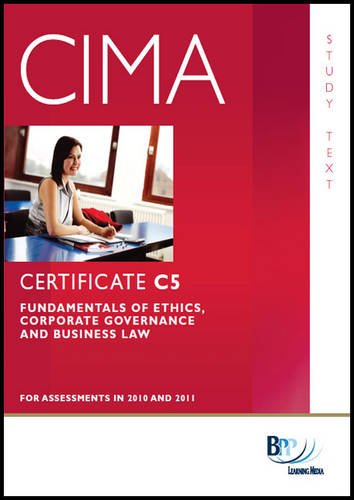 CIMA
STUDY TEXT
CERTIFICATE C5
FUNDAMENTALS OF ETHICS,
CORPORATE GOVERNANCE
AND BUSINESS LAW
FOR ASSESSMENTS IN 2010 AND 2011
BPP
LEARNING MEDIA